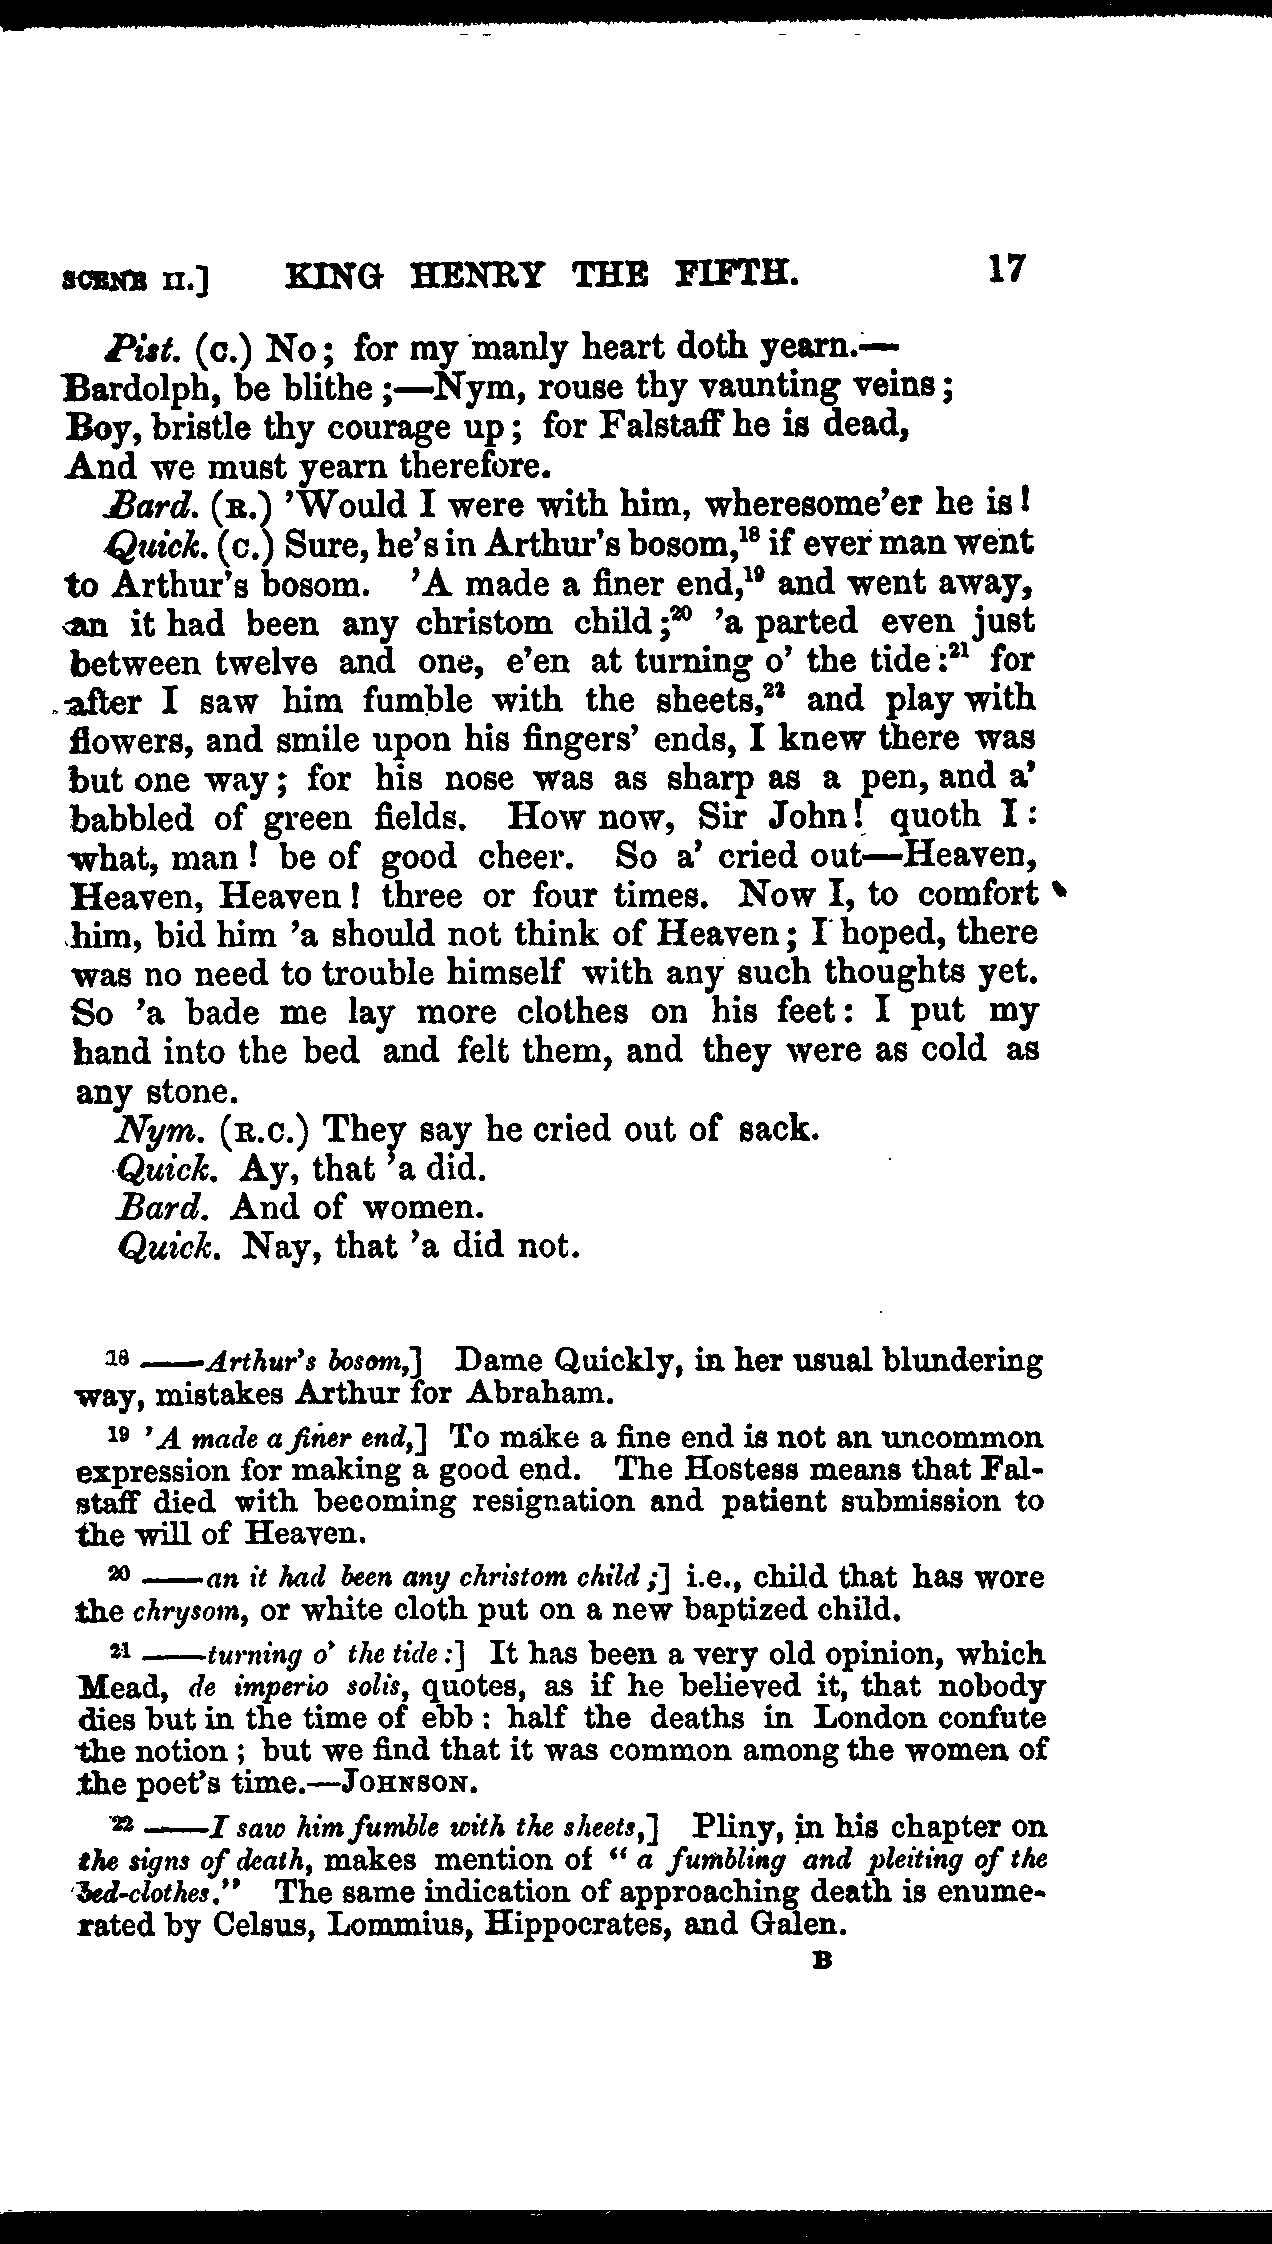 SCENE II.] KING HENRY THE FIFTH. 17
Pist. (C.) No; for my manly heart doth yearn.—
Bardolph, be blithe;—Nym, rouse thy vaunting veins;
Boy, bristle thy courage up; for Falstaff he is dead,
And we must yearn therefore.
Bard. (R.) 'Would I were with him, wheresome'er he is!
Quick. (C.) Sure, he's in Arthur's bosom,¹⁸ if ever man went
to Arthur's bosom. 'A made a finer end,¹⁹ and went away,
an it had been any christom child;²⁰ 'a parted even just
between twelve and one, e'en at turning o' the tide:²¹ for
after I saw him fumble with the sheets,²² and play with
flowers, and smile upon his fingers' ends, I knew there was
but one way; for his nose was as sharp as a pen, and a'
babbled of green fields. How now, Sir John! quoth I:
what, man! be of good cheer. So a' cried out—Heaven,
Heaven, Heaven! three or four times. Now I, to comfort
him, bid him 'a should not think of Heaven; I hoped, there
was no need to trouble himself with any such thoughts yet.
So 'a bade me lay more clothes on his feet: I put my
hand into the bed and felt them, and they were as cold as
any stone.
Nym. (R.C.) They say he cried out of sack.
Quick. Ay, that 'a did.
Bard. And of women.
Quick. Nay, that 'a did not.
¹⁸ ——Arthur's bosom,] Dame Quickly, in her usual blundering
way, mistakes Arthur for Abraham.
¹⁹ 'A made a finer end,] To make a fine end is not an uncommon
expression for making a good end. The Hostess means that Fal-
staff died with becoming resignation and patient submission to
the will of Heaven.
²⁰ ——an it had been any christom child;] i.e., child that has wore
the chrysom, or white cloth put on a new baptized child.
²¹ ——turning o' the tide:] It has been a very old opinion, which
Mead, de imperio solis, quotes, as if he believed it, that nobody
dies but in the time of ebb: half the deaths in London confute
the notion; but we find that it was common among the women of
the poet's time.—JOHNSON.
²² ——I saw him fumble with the sheets,] Pliny, in his chapter on
the signs of death, makes mention of "a fumbling and pleiting of the
bed-clothes." The same indication of approaching death is enume-
rated by Celsus, Lommius, Hippocrates, and Galen.
B